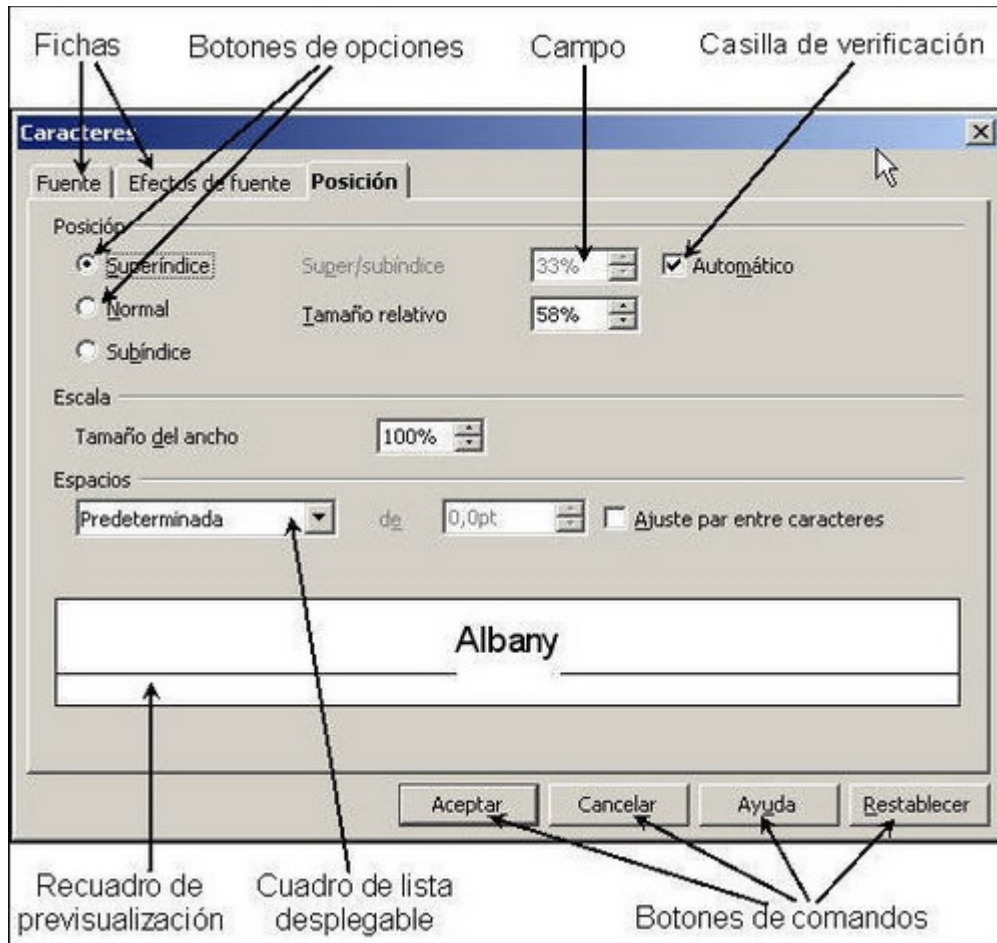 Fichas Botones de opciones Campo Casilla de verificación
Caracteres
Fuente Efectos de fuente Posición
Posición
Superíndice Super/subíndice 33% Automático
Normal Tamaño relativo 58%
Subíndice
Escala
Tamaño del ancho 100%
Espacios
Predeterminada de 0,0pt Ajuste par entre caracteres
Albany
Aceptar Cancelar Ayuda Restablecer
Recuadro de
previsualización
Cuadro de lista
desplegable
Botones de comandos